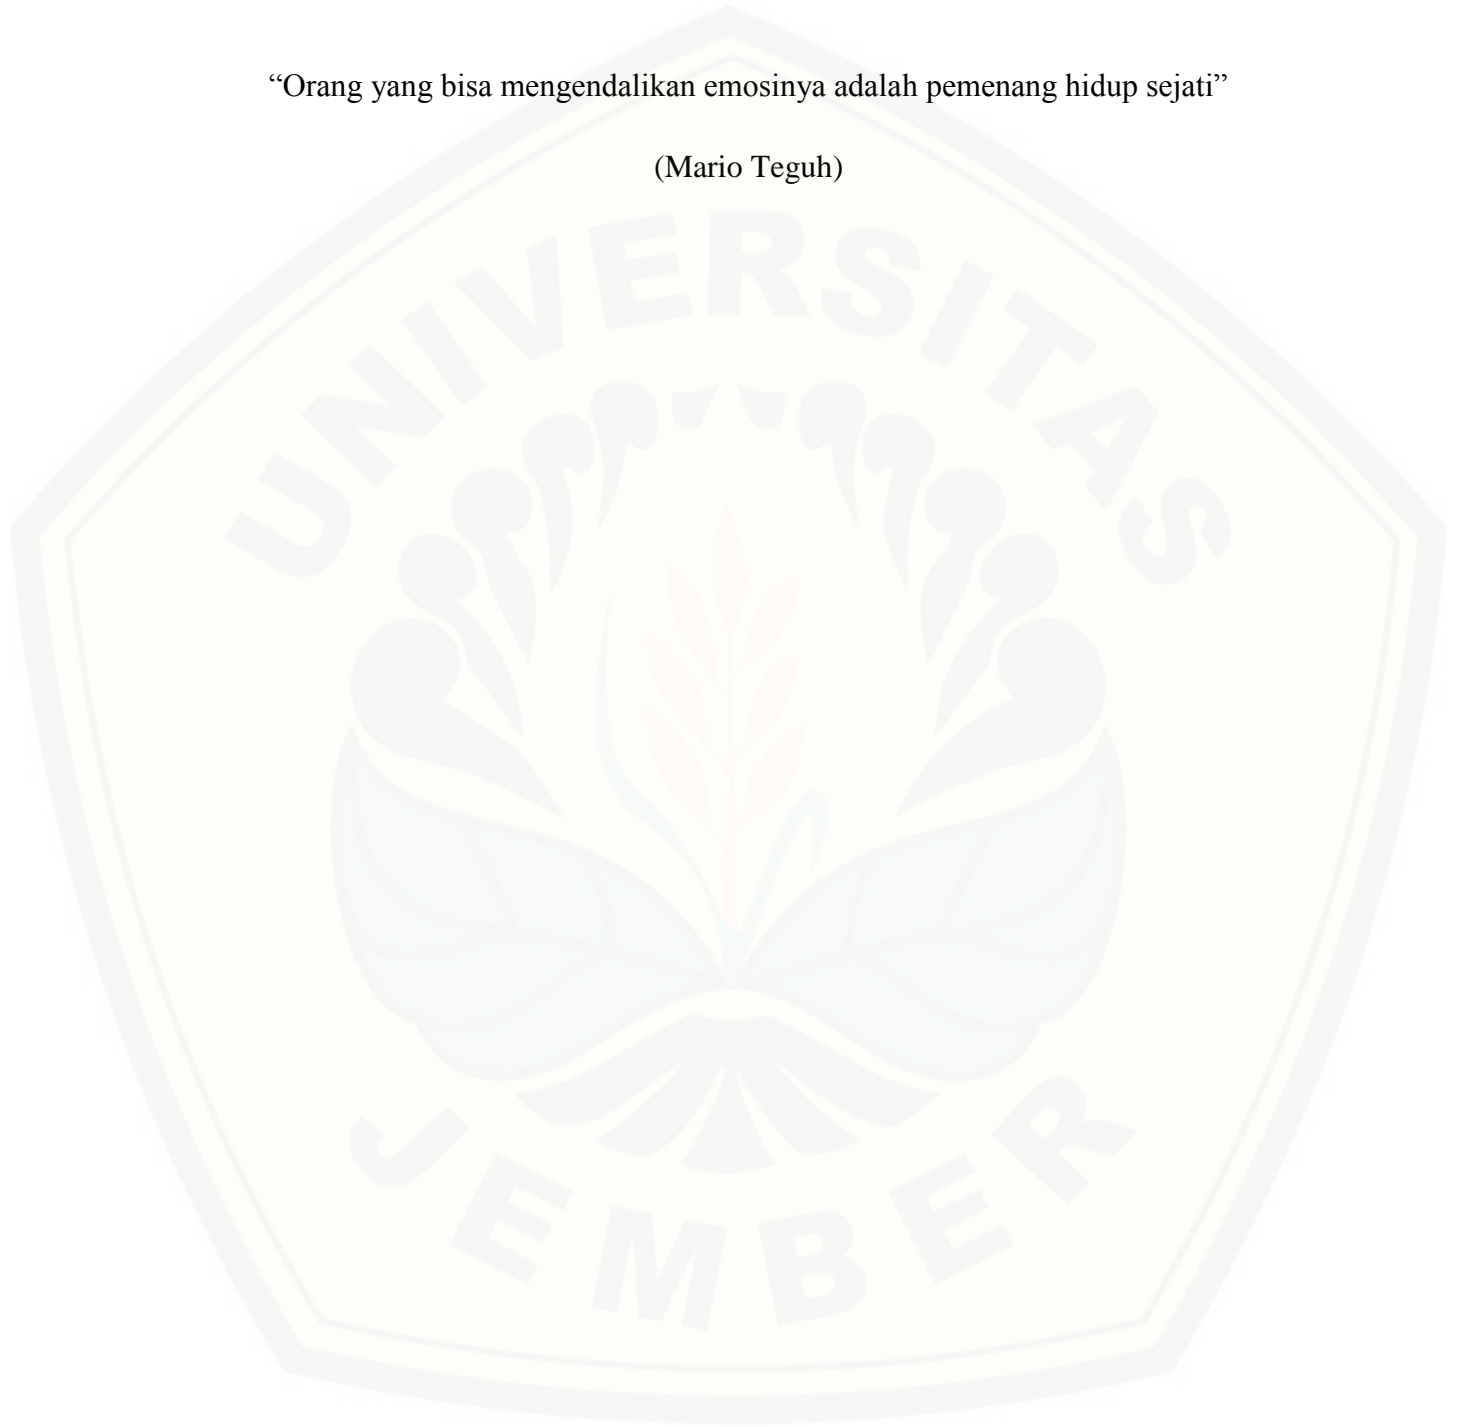 “Orang yang bisa mengendalikan emosinya adalah pemenang hidup sejati”
(Mario Teguh)
UNIVERSITAS
JEMBER